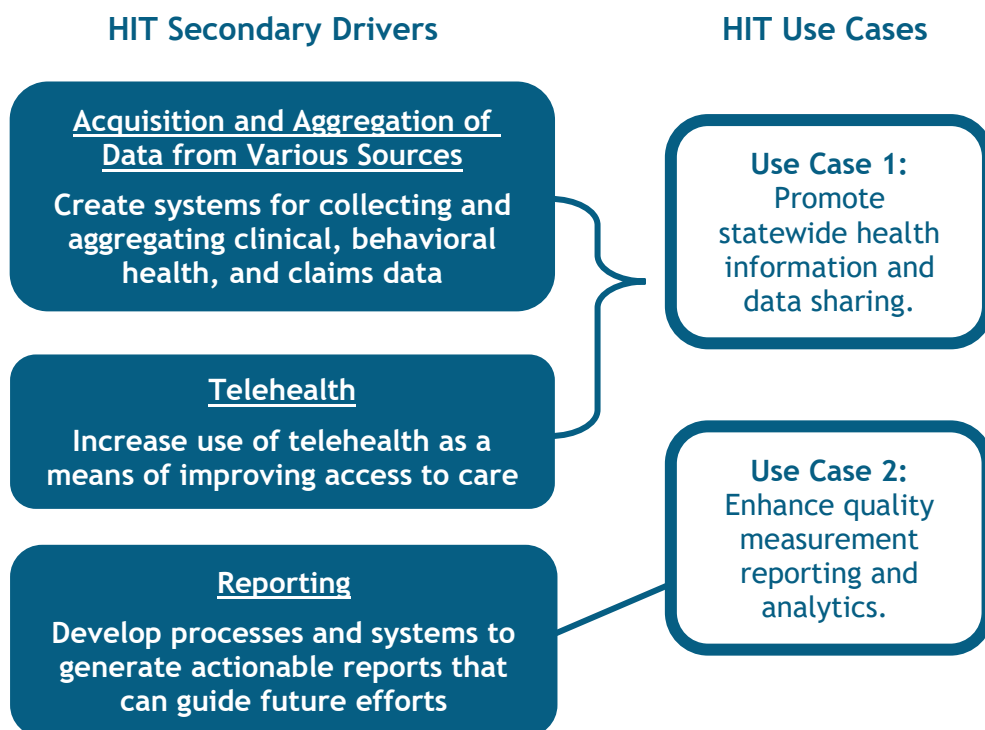 HIT Secondary Drivers
HIT Use Cases
Acquisition and Aggregation of
Data from Various Sources
Create systems for collecting and
aggregating clinical, behavioral
health, and claims data
Telehealth
Increase use of telehealth as a
means of improving access to care
Reporting
Develop processes and systems to
generate actionable reports that
can guide future efforts
Use Case 1:
Promote
statewide health
information and
data sharing.
Use Case 2:
Enhance quality
measurement
reporting and
analytics.